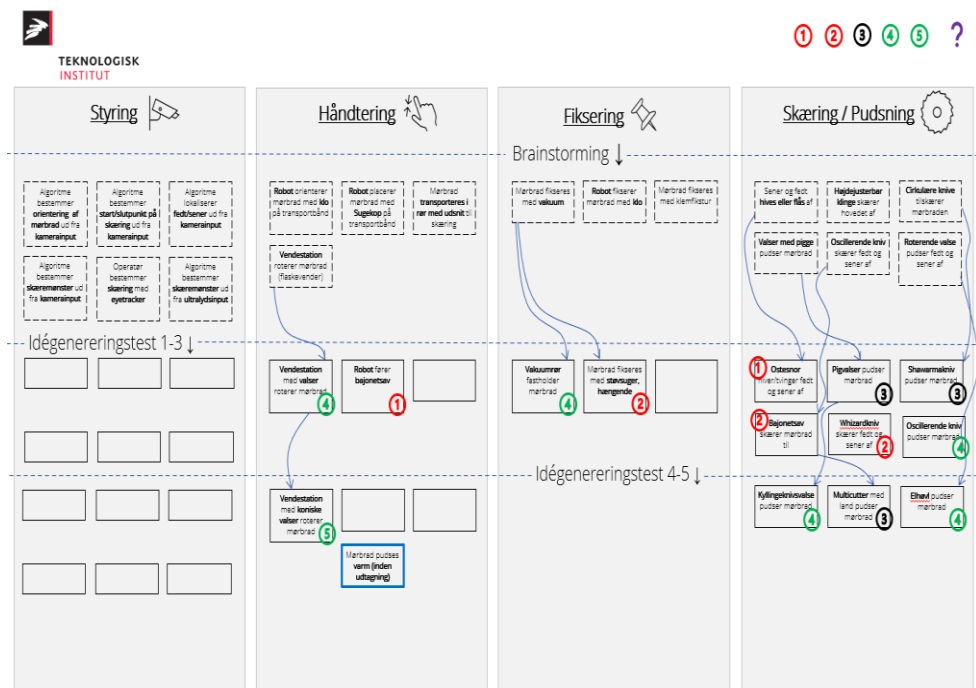 ① ② ③ ④ ⑤ ?
TEKNOLOGISK
INSTITUT
Styring
Håndtering
Fiksering
Skæring / Pudsning
Brainstorming ↓
Algoritme
bestemmer
orientering af
mørbrad ud fra
kamerainput
Algoritme
bestemmer
start/slutpunkt på
skæring ud fra
kamerainput
Algoritme
lokaliserer
fedt/sener ud fra
kamerainput
Algoritme
bestemmer
skæremønster ud
fra kamerainput
Operatør
bestemmer
skæring med
eyetracker
Algoritme
bestemmer
skæremønster ud
fra ultralydsinput
Robot orienterer
mørbrad med klo
på transportbånd
Robot placerer
mørbrad med
Sugekop på
transportbånd
Mørbrad
transporteres i
rør med udsnit til
skæring
Vendestation
roterer mørbrad
(flaskevender)
Mørbrad fikseres
med vakuum
Robot fikserer
mørbrad med klo
Mørbrad fikseres
med klemfikstur
Sener og fedt
hives eller flås af
Højdejusterbar
klinge skærer
hovedet af
Cirkulære knive
tilskærer
mørbraden
Valser med pigge
pudser mørbrad
Oscillerende kniv
skærer fedt og
sener af
Roterende valse
pudser fedt og
sener af
Idégenereringstest 1-3 ↓
Vendestation
med valser
roterer mørbrad
④
Robot fører
bajonetsav
①
Vakuumrør
fastholder
mørbrad
④
Mørbrad fikseres
med støvsuger,
hængende
②
① Ostesnor
river/tvinger fedt
og sener af
Pigvalser pudser
mørbrad
③
Shawarmakniv
pudser mørbrad
③
② Bajonetsav
skærer mørbrad
til
Whizardkniv
skærer fedt og
sener af
②
Oscillerende kniv
pudser mørbrad
④
Idégenereringstest 4-5 ↓
Vendestation
med koniske
valser roterer
mørbrad
⑤
Mørbrad pudses
varm (inden
udtagning)
Kyllingeknivsvalse
pudser mørbrad
④
Multicutter med
land pudser
mørbrad
③
Elhøvl pudser
mørbrad
④